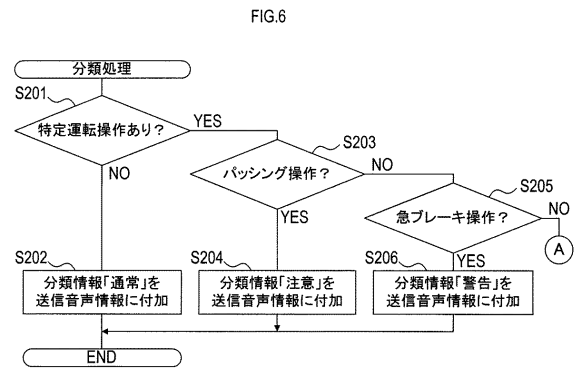 FIG.6
分類処理
S201
特定運転操作あり?
YES
NO
S203
パッシング操作?
NO
YES
S205
急ブレーキ操作?
NO
YES
A
S202
分類情報「通常」を
送信音声情報に付加
S204
分類情報「注意」を
送信音声情報に付加
S206
分類情報「警告」を
送信音声情報に付加
END